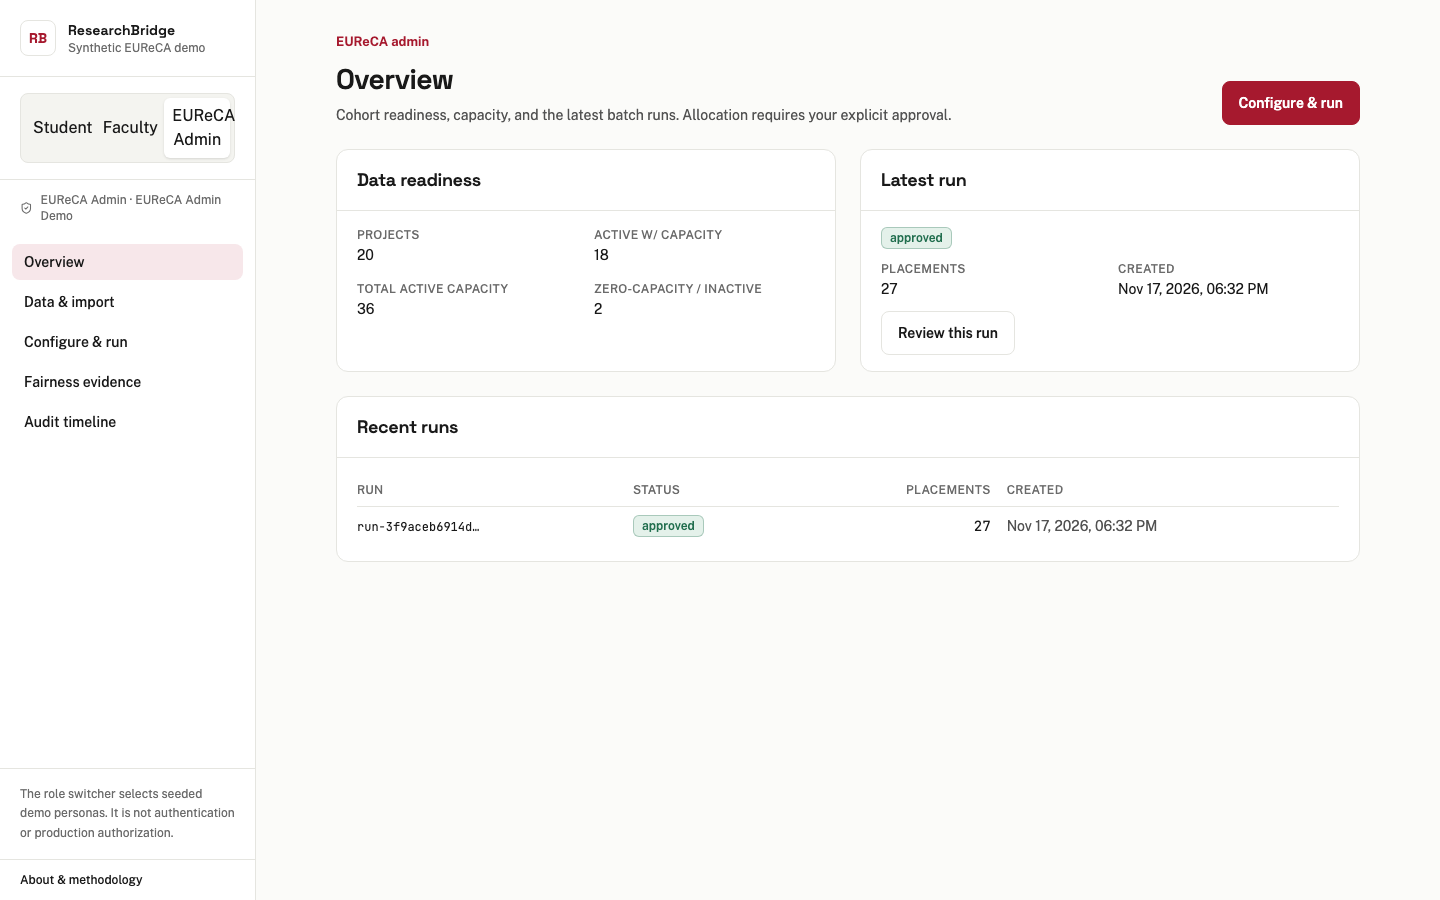 RB
ResearchBridge
Synthetic EUReCA demo
Student
Faculty
EUReCA
Admin
EUReCA Admin · EUReCA Admin
Demo
Overview
Data & import
Configure & run
Fairness evidence
Audit timeline
The role switcher selects seeded
demo personas. It is not authentication
or production authorization.
About & methodology
EUReCA admin
Overview
Cohort readiness, capacity, and the latest batch runs. Allocation requires your explicit approval.
Configure & run
Data readiness
PROJECTS
20
ACTIVE W/ CAPACITY
18
TOTAL ACTIVE CAPACITY
36
ZERO-CAPACITY / INACTIVE
2
Latest run
approved
PLACEMENTS
27
CREATED
Nov 17, 2026, 06:32 PM
Review this run
Recent runs
RUN STATUS PLACEMENTS CREATED
run-3f9aceb6914d… approved 27 Nov 17, 2026, 06:32 PM